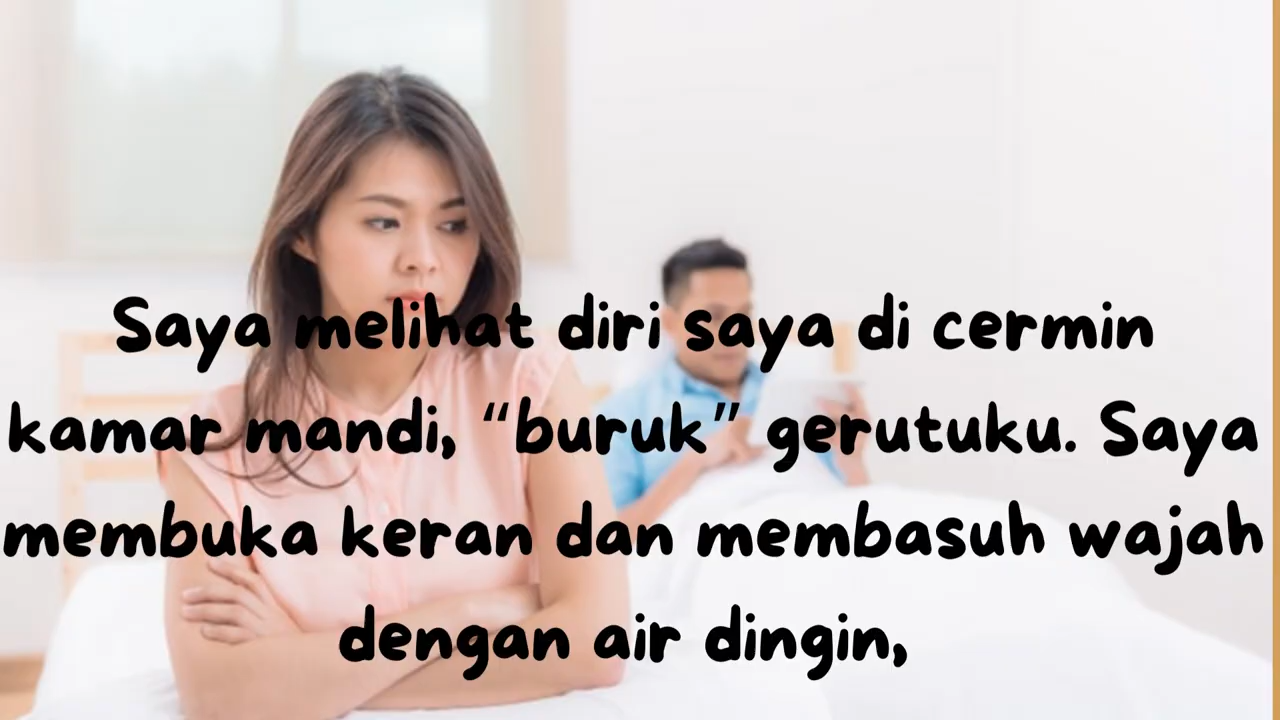 Saya melihat diri saya di cermin
kamar mandi, “buruk” gerutuku. Saya
membuka keran dan membasuh wajah
dengan air dingin,